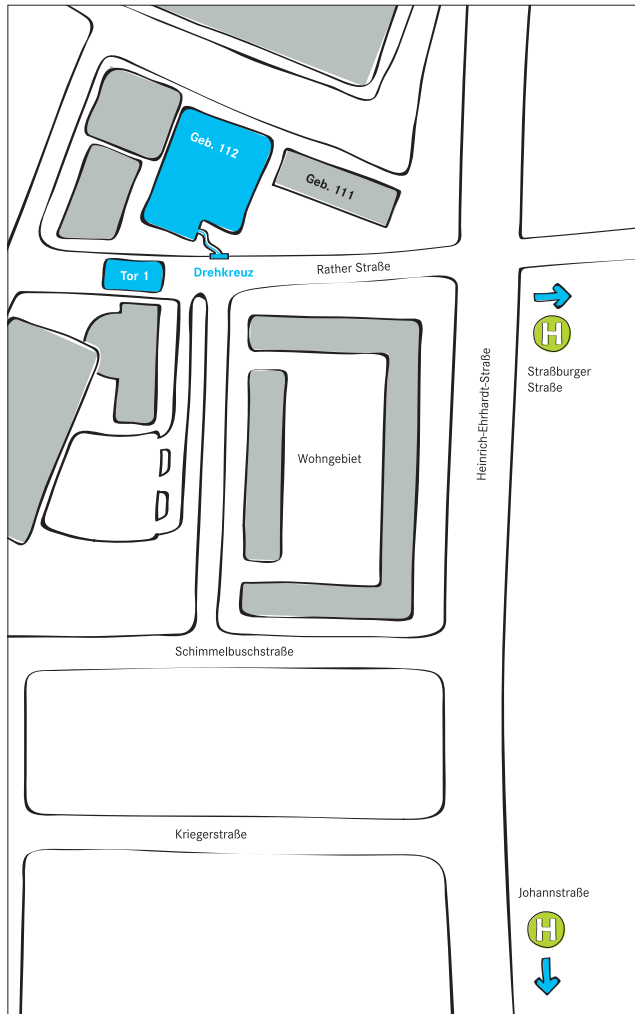 Geb. 112
Geb. 111
Tor 1
Drehkreuz
Rather Straße
H
Straßburger
Straße
Heinrich-Ehrhardt-Straße
Wohngebiet
Schimmelbuschstraße
Kriegerstraße
Johannstraße
H